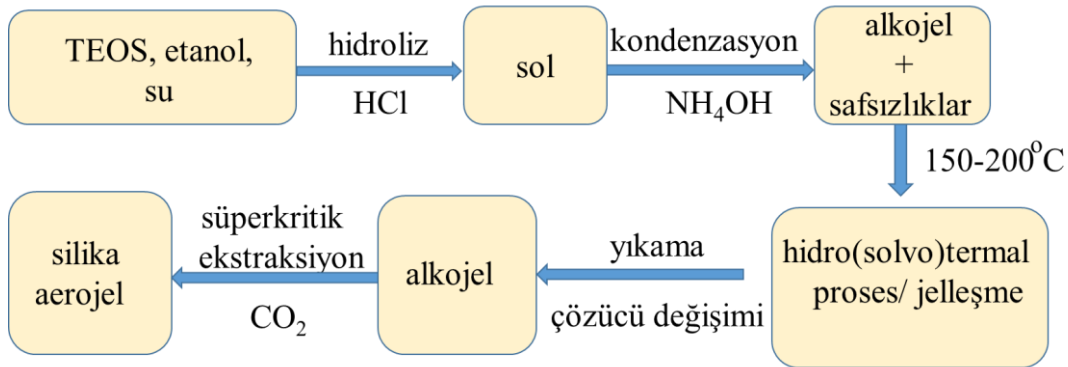 TEOS, etanol,
su
hidroliz
HCl
sol
kondenzasyon
NH₄OH
alkojel
+
safsızlıklar
150-200°C
hidro(solvo)termal
proses/ jelleşme
yıkama
çözücü değişimi
alkojel
süperkritik
ekstraksiyon
CO₂
silika
aerojel